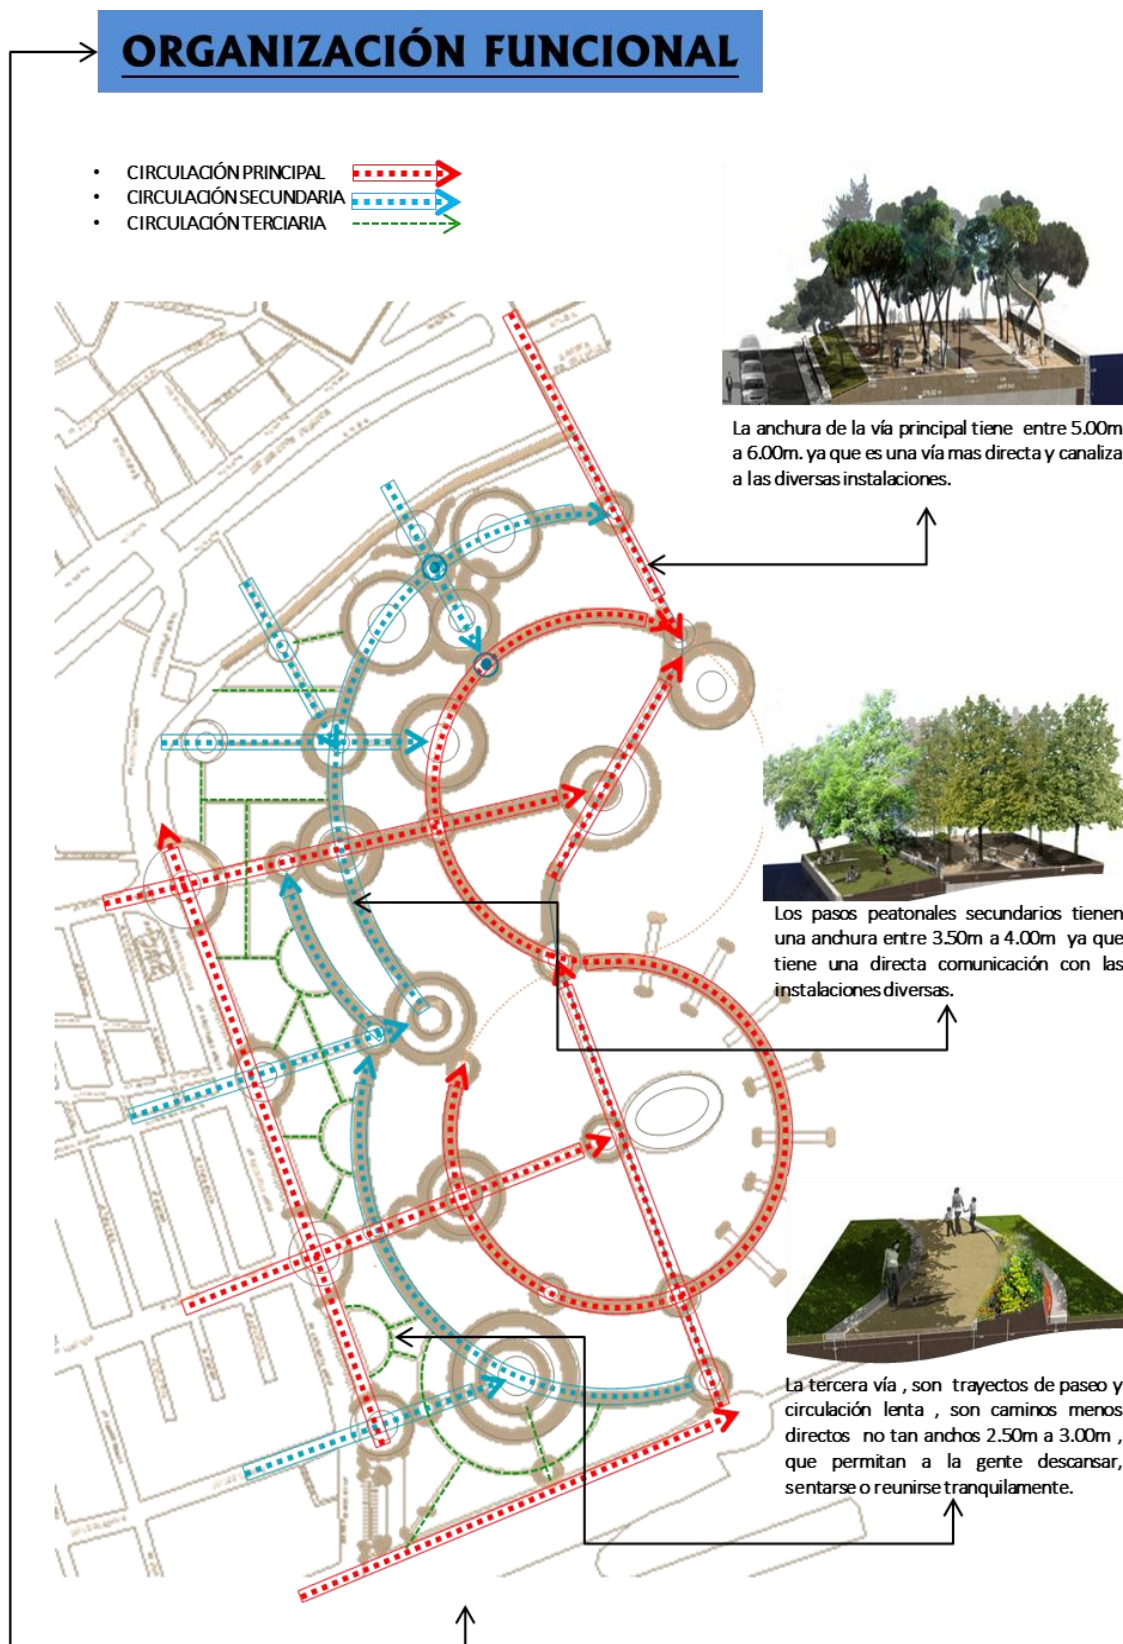 ORGANIZACIÓN FUNCIONAL
• CIRCULACIÓN PRINCIPAL
• CIRCULACIÓN SECUNDARIA
• CIRCULACIÓN TERCIARIA
La anchura de la vía principal tiene entre 5.00m
a 6.00m. ya que es una vía mas directa y canaliza
a las diversas instalaciones.
Los pasos peatonales secundarios tienen
una anchura entre 3.50m a 4.00m ya que
tiene una directa comunicación con las
instalaciones diversas.
La tercera vía , son trayectos de paseo y
circulación lenta , son caminos menos
directos no tan anchos 2.50m a 3.00m ,
que permitan a la gente descansar,
sentarse o reunirse tranquilamente.